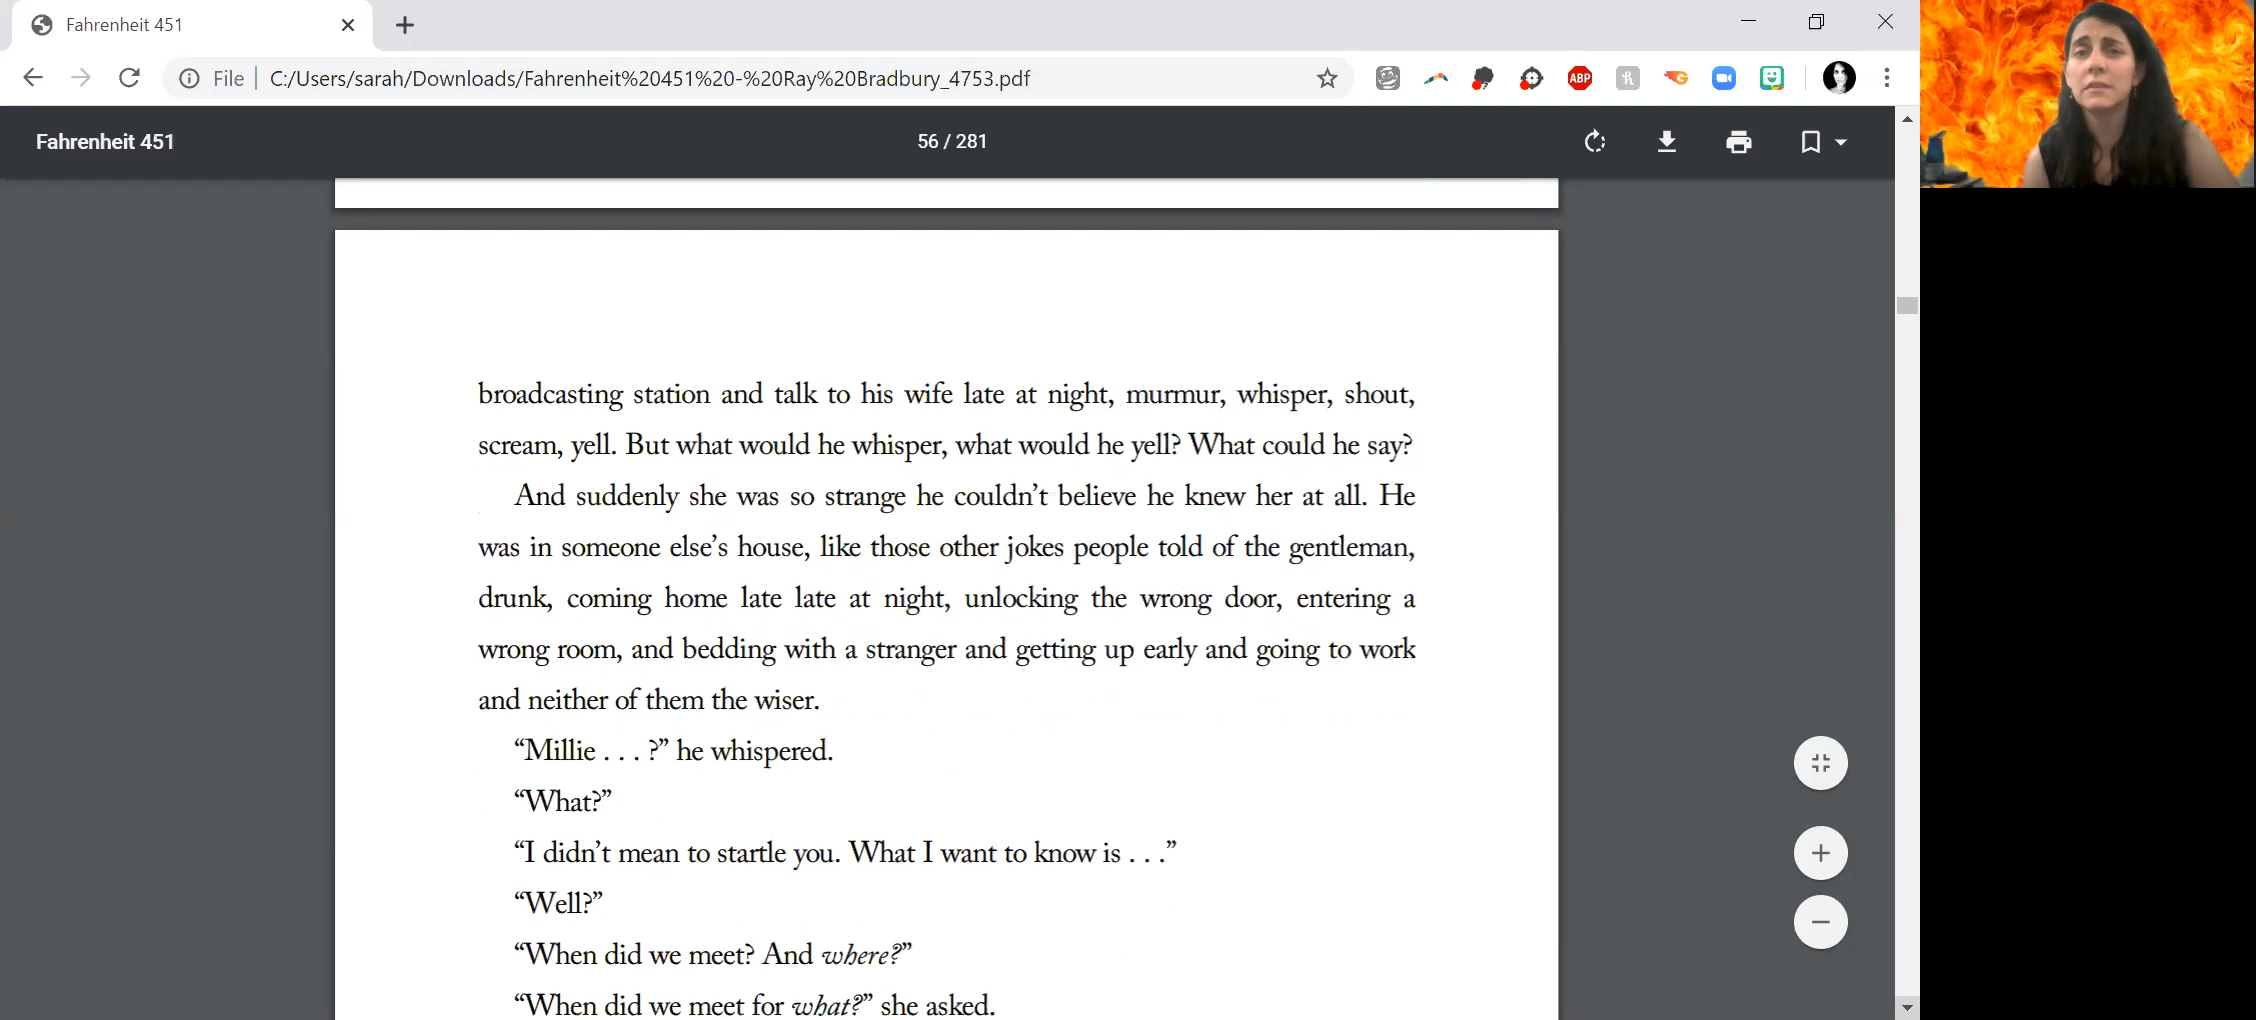 Fahrenheit 451
File C:/Users/sarah/Downloads/Fahrenheit%20451%20-%20Ray%20Bradbury_4753.pdf
ABP
Fahrenheit 451
56 / 281
broadcasting station and talk to his wife late at night, murmur, whisper, shout,
scream, yell. But what would he whisper, what would he yell? What could he say?
And suddenly she was so strange he couldn’t believe he knew her at all. He
was in someone else’s house, like those other jokes people told of the gentleman,
drunk, coming home late late at night, unlocking the wrong door, entering a
wrong room, and bedding with a stranger and getting up early and going to work
and neither of them the wiser.
“Millie . . . ?” he whispered.
“What?”
“I didn’t mean to startle you. What I want to know is . . .”
“Well?”
“When did we meet? And where?”
“When did we meet for what?” she asked.